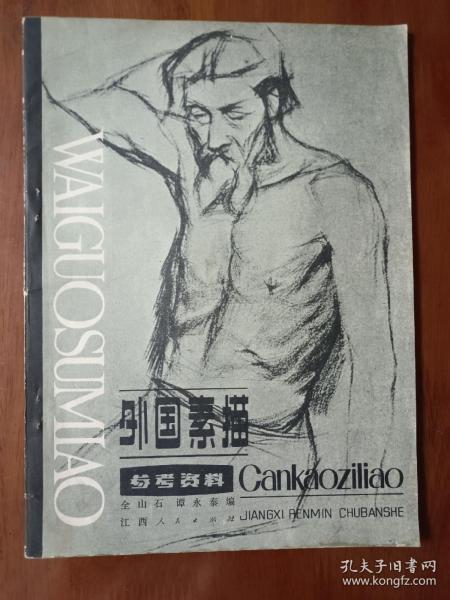 WAIGUOSUMIAO
外国素描
参考资料 Cankaoziliao
全山石 谭永泰编
江西人民出版社 JIANGXI RENMIN CHUBANSHE
孔夫子旧书网
www.kongfz.com